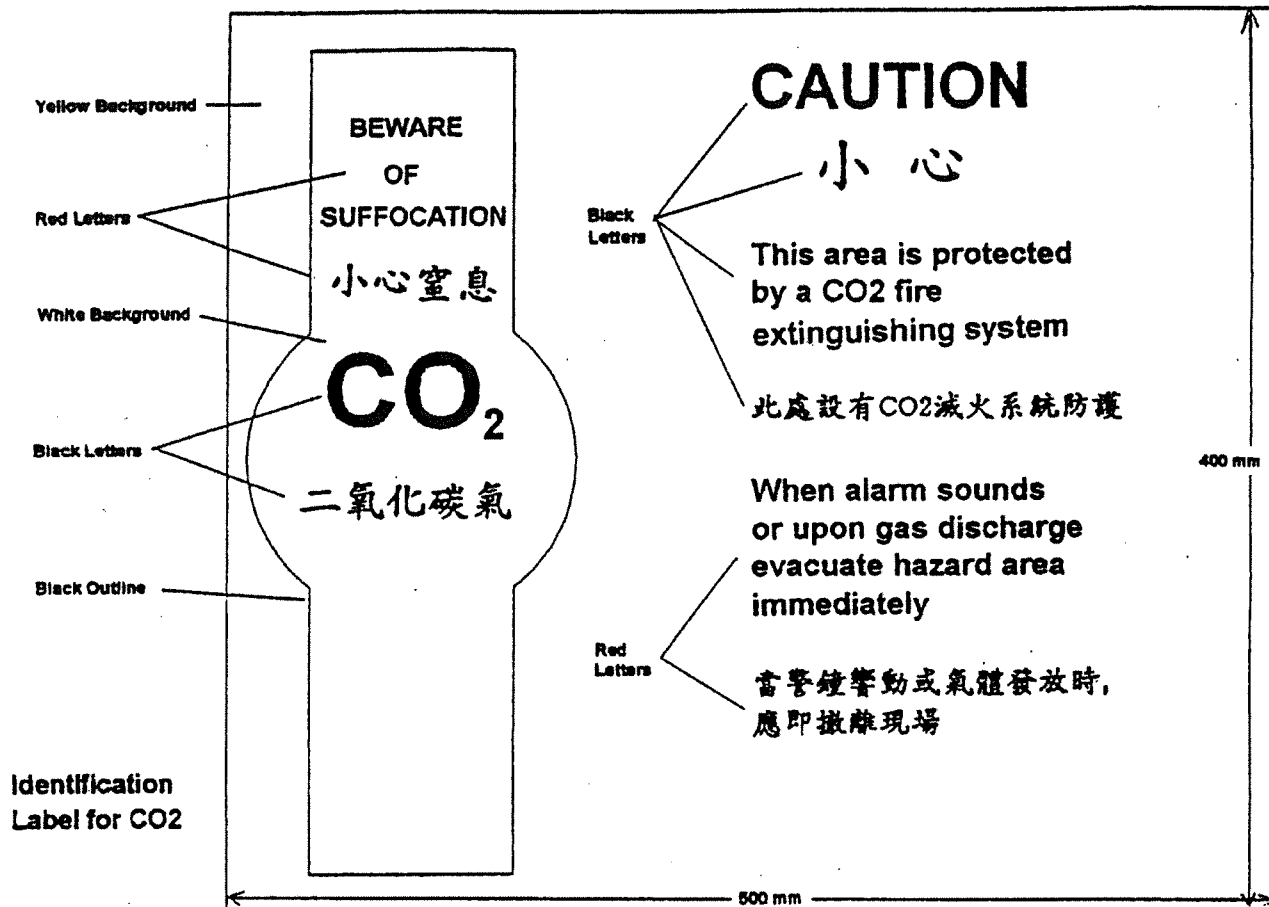 Yellow Background
Red Letters
White Background
Black Letters
Black Outline
Identification
Label for CO2
BEWARE
OF
SUFFOCATION
小心窒息
CO₂
二氧化碳氣
Black
Letters
CAUTION
小心
This area is protected
by a CO2 fire
extinguishing system
此處設有CO2滅火系統防護
Red
Letters
When alarm sounds
or upon gas discharge
evacuate hazard area
immediately
當警鐘響動或氣體發放時,
應即撤離現場
400 mm
500 mm